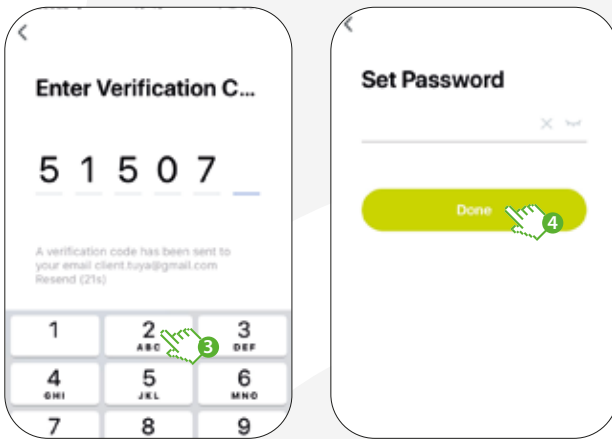 Enter Verification C...
5 1 5 0 7
A verification code has been sent to
your email client.tuya@gmail.com
Resend (21s)
1
2
ABC
3
DEF
3
4
GHI
5
JKL
6
MNO
7
8
9
Set Password
Done
4